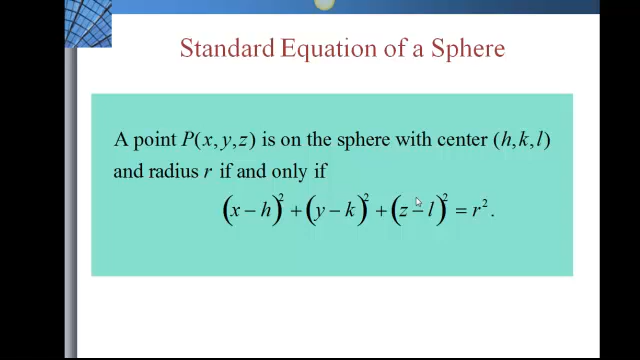 Standard Equation of a Sphere
A point P(x, y, z) is on the sphere with center (h, k, l)
and radius r if and only if
(x − h)² + (y − k)² + (z − l)² = r².